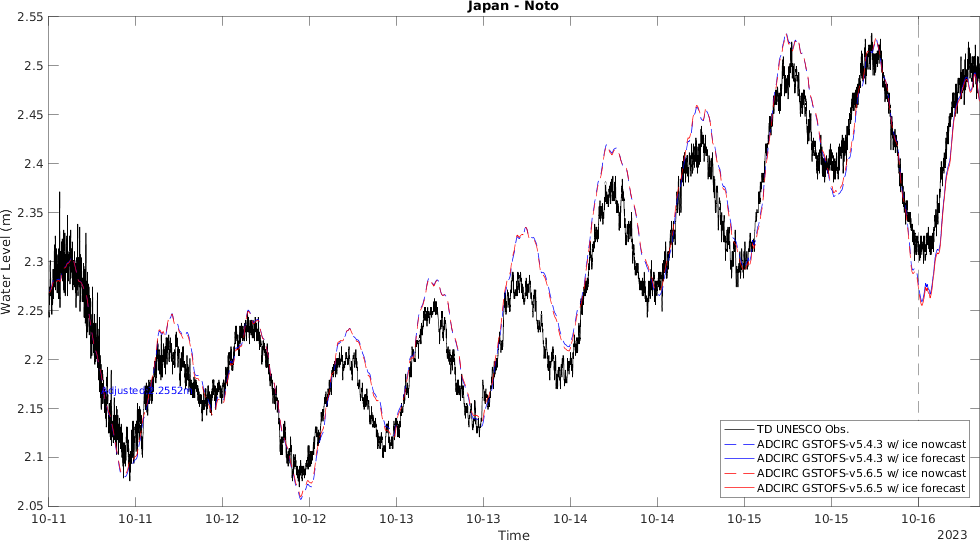 Japan - Noto
2.55
2.5
2.45
2.4
2.35
2.3
2.25
2.2
2.15
2.1
2.05
Water Level (m)
TD UNESCO Obs.
ADCIRC GSTOFS-v5.4.3 w/ ice nowcast
ADCIRC GSTOFS-v5.4.3 w/ ice forecast
ADCIRC GSTOFS-v5.6.5 w/ ice nowcast
ADCIRC GSTOFS-v5.6.5 w/ ice forecast
10-11 10-11 10-12 10-12 10-13 10-13 10-14 10-14 10-15 10-15 10-16
Time
2023